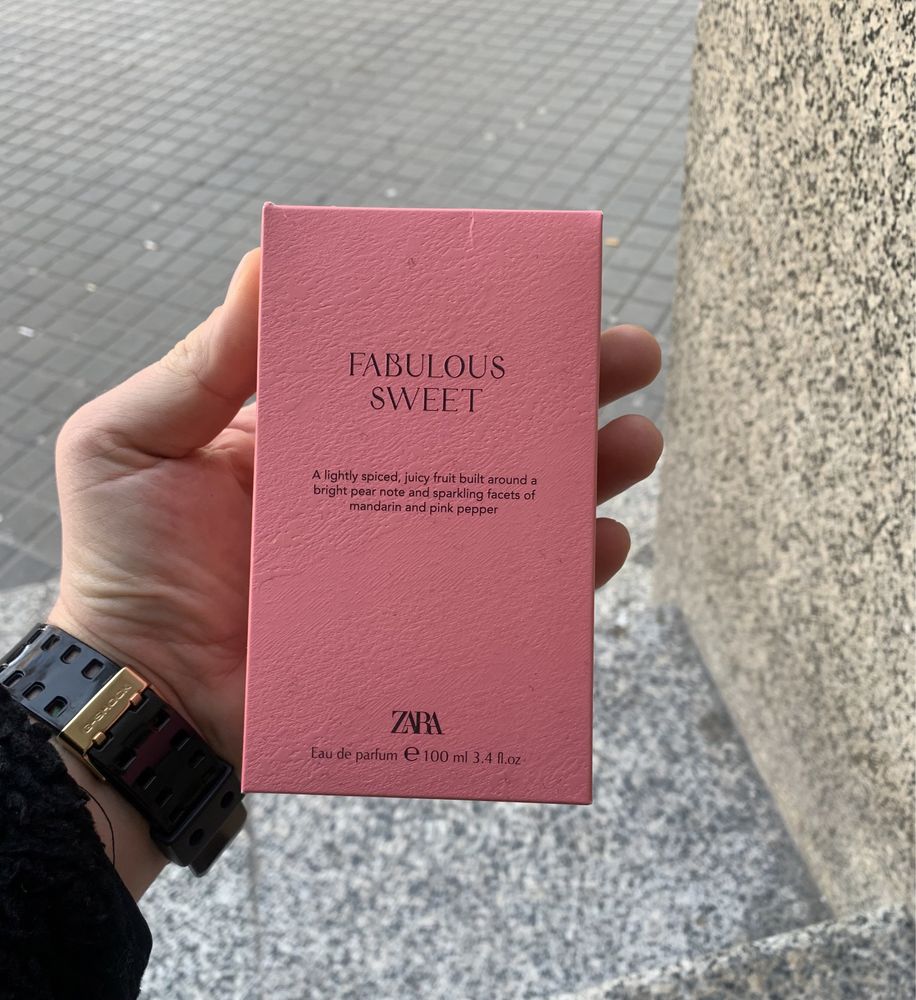 FABULOUS
SWEET
A lightly spiced, juicy fruit built around a
bright pear note and sparkling facets of
mandarin and pink pepper
ZARA
Eau de parfum ℮ 100 ml 3.4 fl.oz
G-SHOCK